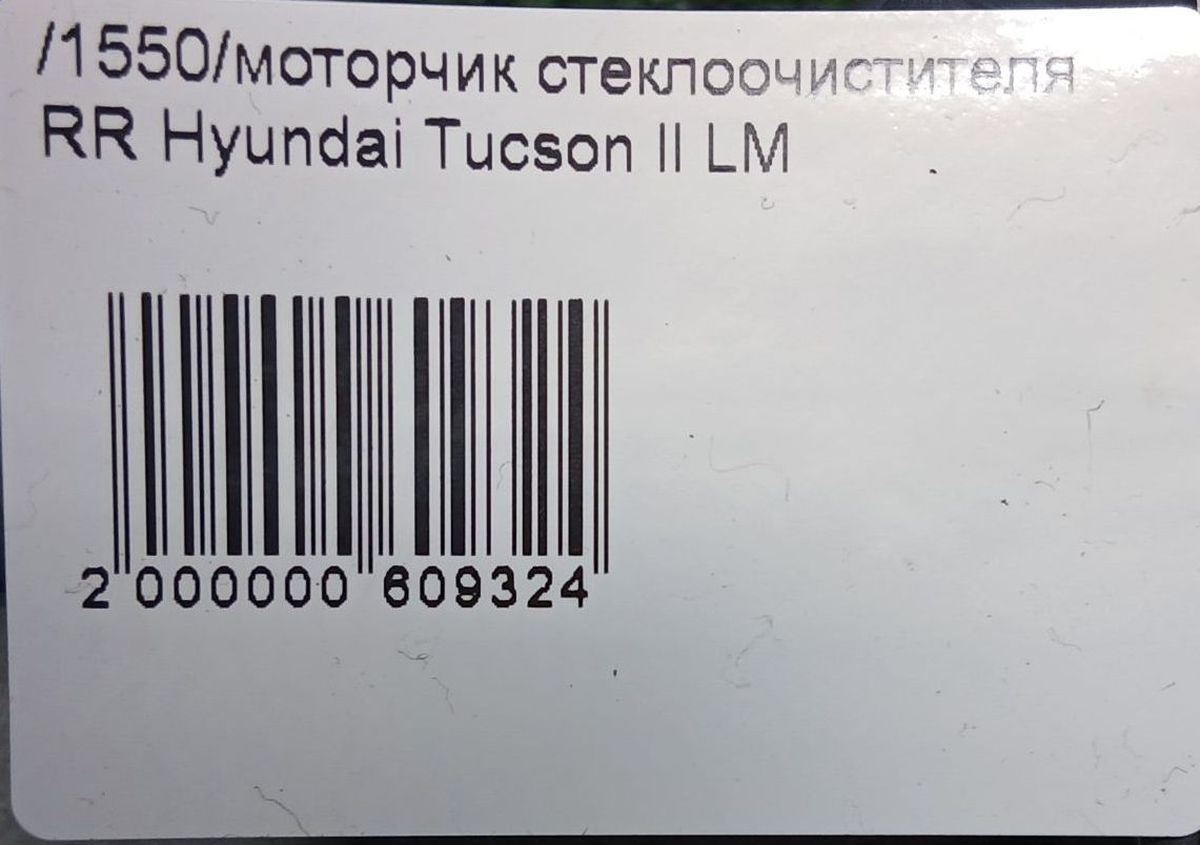 /1550/моторчик стеклоочистителя
RR Hyundai Tucson II LM
2 000000 609324